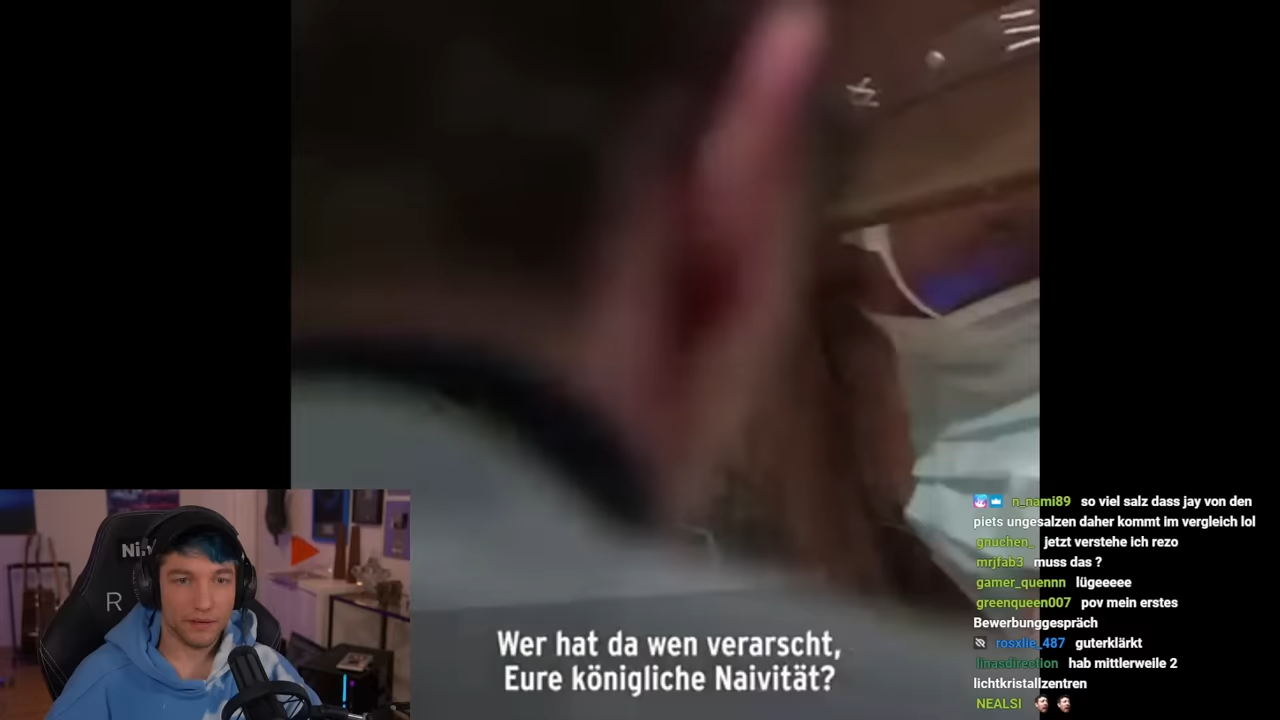 Wer hat da wen verarscht,
Eure königliche Naivität?
n_nami89 so viel salz dass jay von den
piets ungesalzen daher kommt im vergleich lol
gnuchen_ jetzt verstehe ich rezo
mrjfab3 muss das ?
gamer_quennn lügeeeee
greenqueen007 pov mein erstes
Bewerbunggespräch
rosxlie_487 guterklärkt
linasdirection hab mittlerweile 2
lichtkristallzentren
NEALSI
R